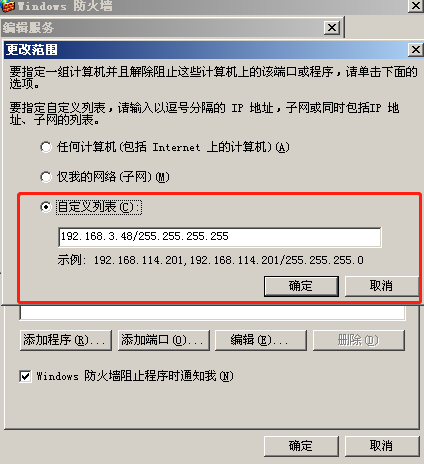 Windows 防火墙
编辑服务
更改范围
要指定一组计算机并且解除阻止这些计算机上的该端口或程序，请单击下面的
选项。
要指定自定义列表，请输入以逗号分隔的 IP 地址，子网或同时包括IP 地
址、子网的列表。
任何计算机(包括 Internet 上的计算机)(A)
仅我的网络(子网)(M)
自定义列表(C):
192.168.3.48/255.255.255.255
示例: 192.168.114.201,192.168.114.201/255.255.255.0
确定 取消
添加程序(R)... 添加端口(O)... 编辑(E)... 删除(D)
Windows 防火墙阻止程序时通知我(N)
确定 取消